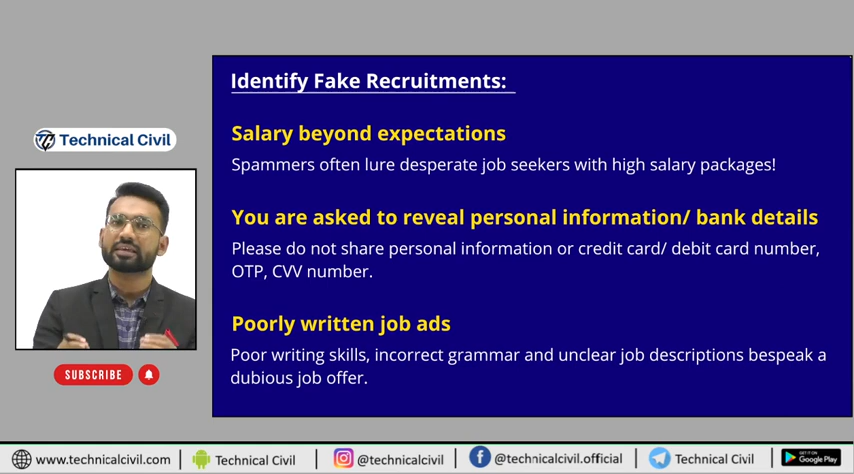 Identify Fake Recruitments:
Technical Civil
Salary beyond expectations
Spammers often lure desperate job seekers with high salary packages!
You are asked to reveal personal information/ bank details
Please do not share personal information or credit card/ debit card number,
OTP, CVV number.
Poorly written job ads
Poor writing skills, incorrect grammar and unclear job descriptions bespeak a
dubious job offer.
SUBSCRIBE
www.technicalcivil.com | Technical Civil | @technicalcivil | @technicalcivil.official | Technical Civil | GET IT ON Google Play